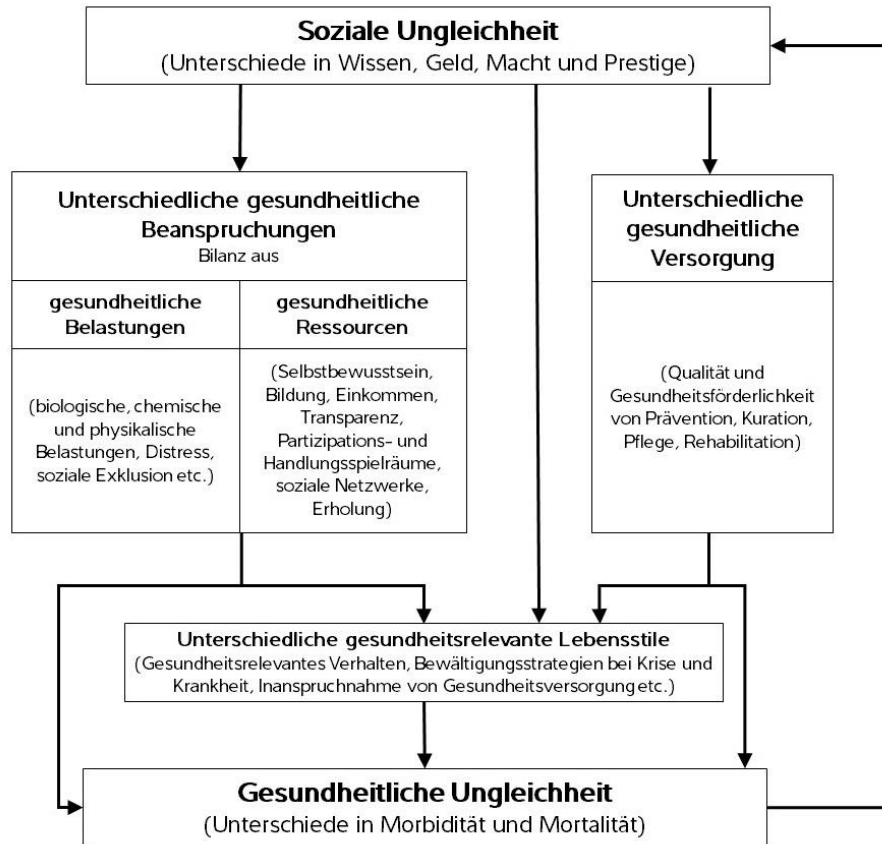 Soziale Ungleichheit
(Unterschiede in Wissen, Geld, Macht und Prestige)
Unterschiedliche gesundheitliche
Beanspruchungen
Bilanz aus
gesundheitliche
Belastungen
(biologische, chemische
und physikalische
Belastungen, Distress,
soziale Exklusion etc.)
gesundheitliche
Ressourcen
(Selbstbewusstsein,
Bildung, Einkommen,
Transparenz,
Partizipations- und
Handlungsspielräume,
soziale Netzwerke,
Erholung)
Unterschiedliche
gesundheitliche
Versorgung
(Qualität und
Gesundheitsförderlichkeit
von Prävention, Kuration,
Pflege, Rehabilitation)
Unterschiedliche gesundheitsrelevante Lebensstile
(Gesundheitsrelevantes Verhalten, Bewältigungsstrategien bei Krise und
Krankheit, Inanspruchnahme von Gesundheitsversorgung etc.)
Gesundheitliche Ungleichheit
(Unterschiede in Morbidität und Mortalität)